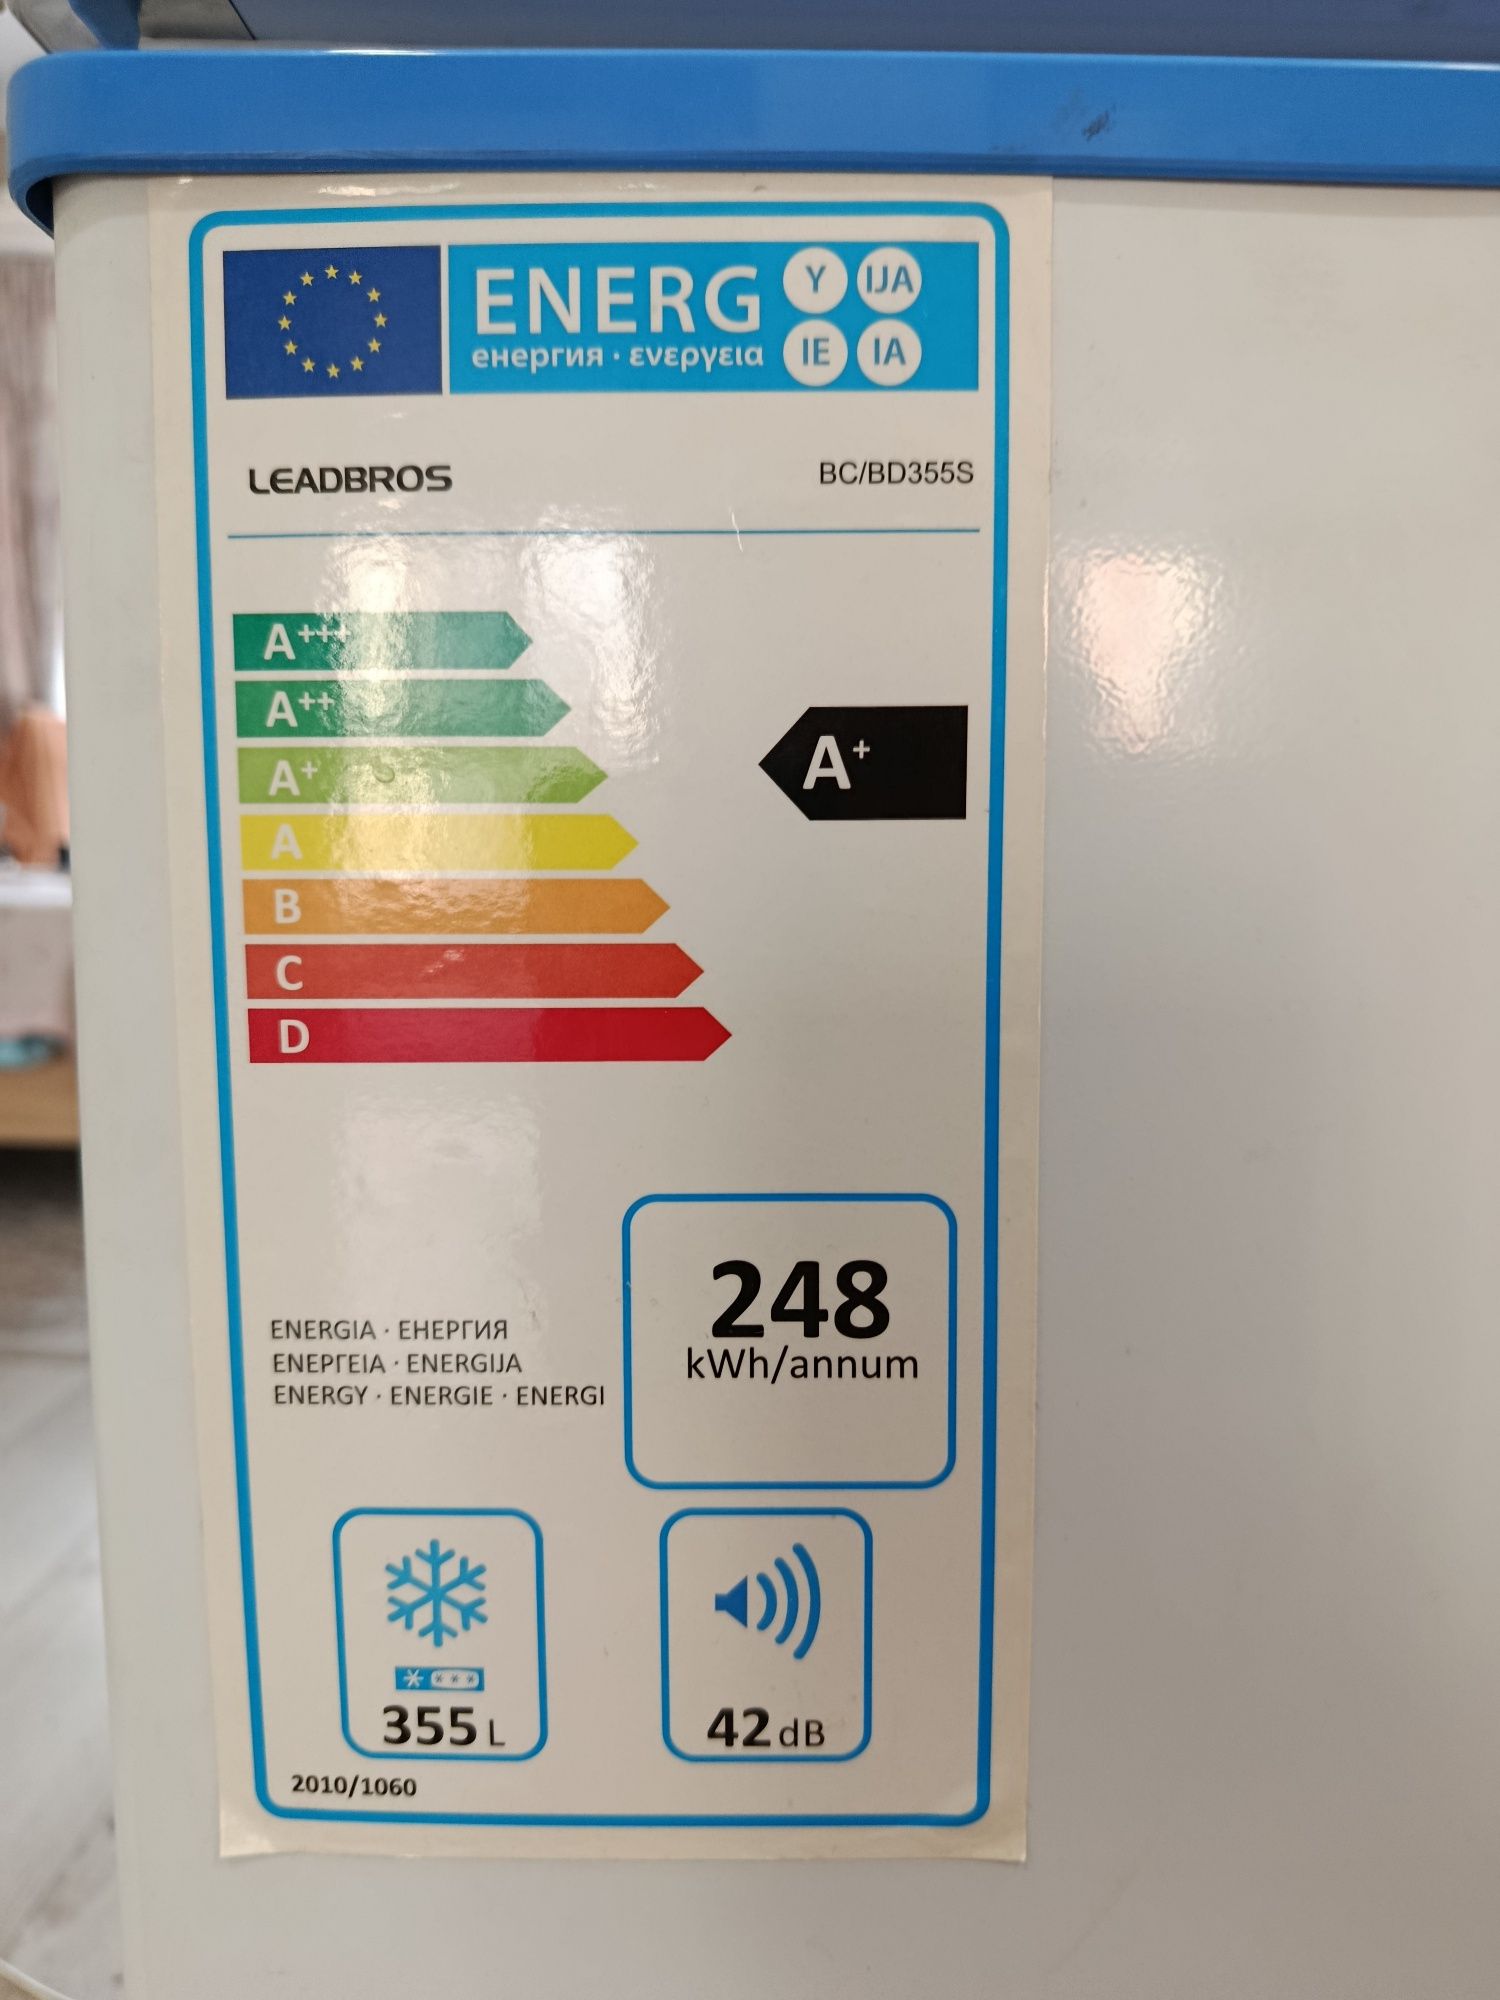 ENERG Y IJA
енергия · ενεργεια IE IA
LEADBROS BC/BD355S
A+++
A++
A+
A+
A
B
C
D
248
kWh/annum
ENERGIA · ЕНЕРГИЯ
ΕΝΕΡΓΕΙΑ · ENERGIJA
ENERGY · ENERGIE · ENERGI
355 L
42 dB
2010/1060